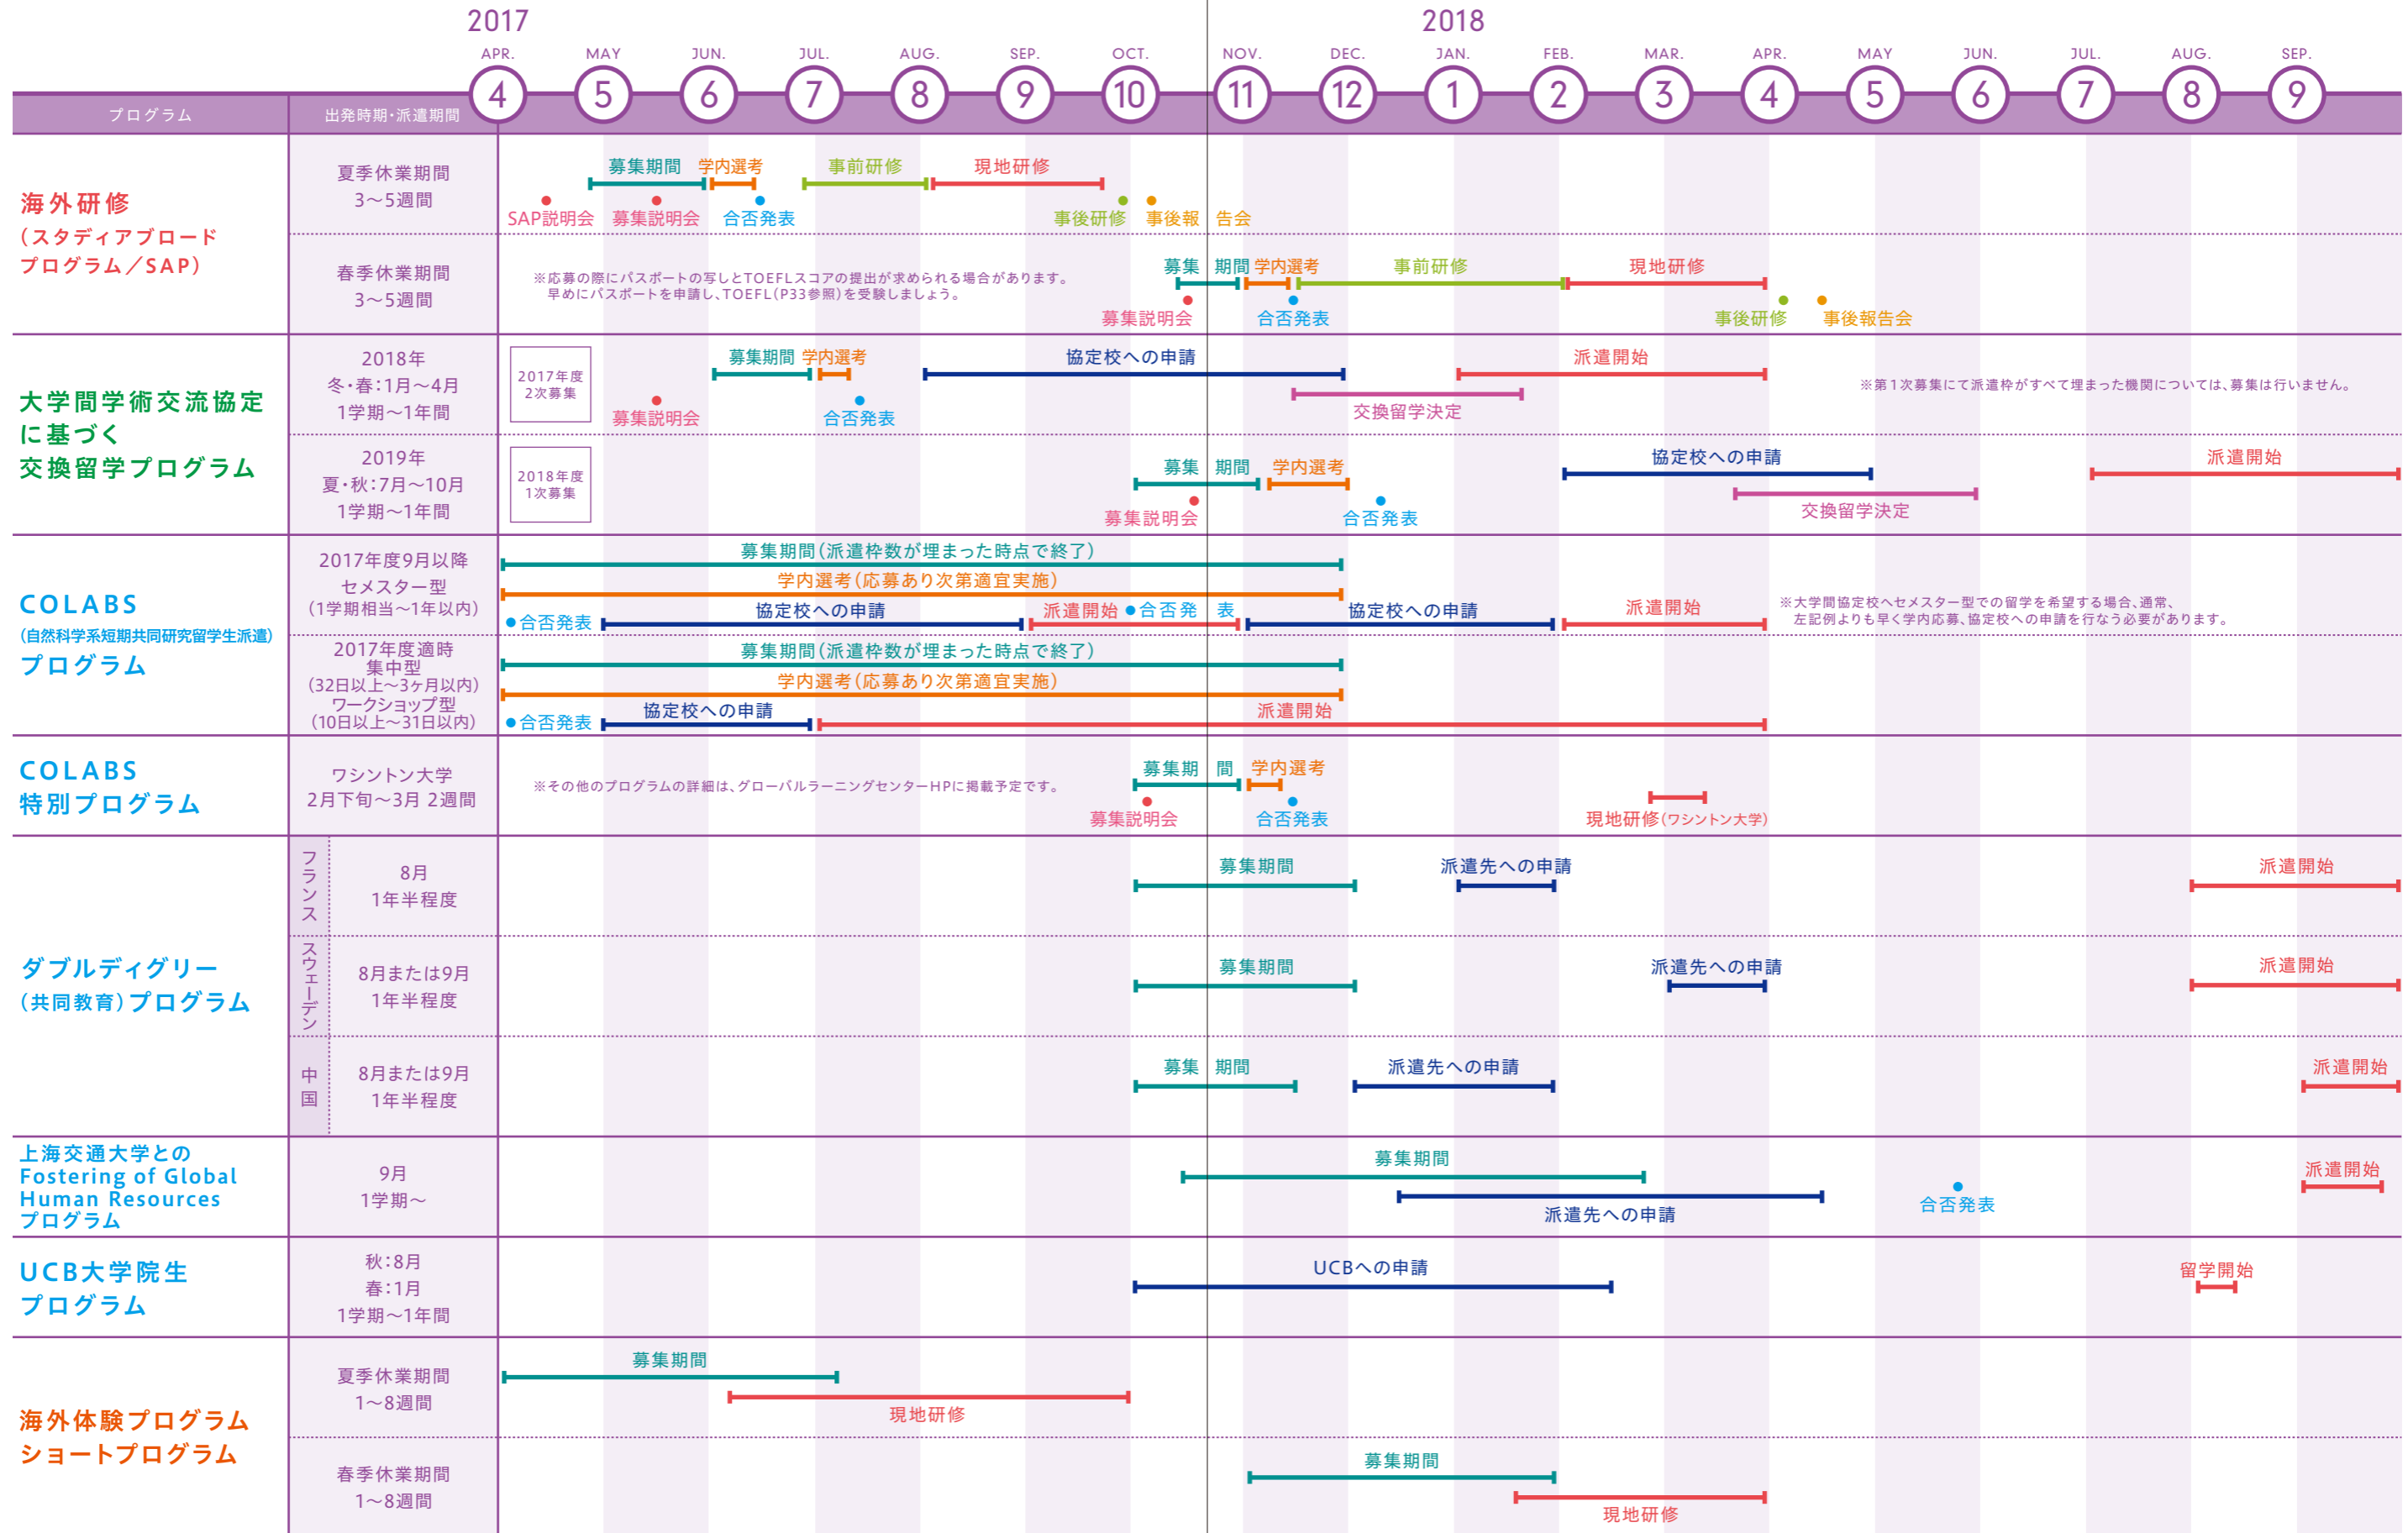 2017
2018
APR. MAY JUN. JUL. AUG. SEP. OCT. NOV. DEC. JAN. FEB. MAR. APR. MAY JUN. JUL. AUG. SEP.
4 5 6 7 8 9 10 11 12 1 2 3 4 5 6 7 8 9
プログラム
出発時期・派遣期間
海外研修
（スタディアブロード
プログラム／SAP）
夏季休業期間
3～5週間
募集期間 学内選考 事前研修 現地研修
SAP説明会 募集説明会 合否発表 事後研修 事後報告会
春季休業期間
3～5週間
※応募の際にパスポートの写しとTOEFLスコアの提出が求められる場合があります。
早めにパスポートを申請し、TOEFL（P33参照）を受験しましょう。
募集期間 学内選考 事前研修 現地研修
募集説明会 合否発表 事後研修 事後報告会
大学間学術交流協定
に基づく
交換留学プログラム
2018年
冬・春：1月～4月
1学期～1年間
2017年度
2次募集
募集期間 学内選考 協定校への申請 派遣開始
募集説明会 合否発表 交換留学決定
※第1次募集にて派遣枠がすべて埋まった機関については、募集は行いません。
2019年
夏・秋：7月～10月
1学期～1年間
2018年度
1次募集
募集期間 学内選考 協定校への申請 派遣開始
募集説明会 合否発表 交換留学決定
COLABS
（自然科学系短期共同研究留学生派遣）
プログラム
2017年度9月以降
セメスター型
（1学期相当～1年以内）
募集期間（派遣枠数が埋まった時点で終了）
学内選考（応募あり次第適宜実施）
合否発表 協定校への申請 派遣開始 合否発表 協定校への申請 派遣開始
※大学間協定校へセメスター型での留学を希望する場合、通常、
左記例よりも早く学内応募、協定校への申請を行なう必要があります。
2017年度適時
集中型
（32日以上～3ヶ月以内）
ワークショップ型
（10日以上～31日以内）
募集期間（派遣枠数が埋まった時点で終了）
学内選考（応募あり次第適宜実施）
合否発表 協定校への申請 派遣開始
COLABS
特別プログラム
ワシントン大学
2月下旬～3月 2週間
※その他のプログラムの詳細は、グローバルラーニングセンターHPに掲載予定です。
募集期間 学内選考
募集説明会 合否発表 現地研修（ワシントン大学）
ダブルディグリー
（共同教育）プログラム
フランス
8月
1年半程度
募集期間 派遣先への申請 派遣開始
スウェーデン
8月または9月
1年半程度
募集期間 派遣先への申請 派遣開始
中国
8月または9月
1年半程度
募集期間 派遣先への申請 派遣開始
上海交通大学との
Fostering of Global
Human Resources
プログラム
9月
1学期～
募集期間
派遣先への申請
合否発表
派遣開始
UCB大学院生
プログラム
秋：8月
春：1月
1学期～1年間
UCBへの申請 留学開始
海外体験プログラム
ショートプログラム
夏季休業期間
1～8週間
募集期間
現地研修
春季休業期間
1～8週間
募集期間
現地研修